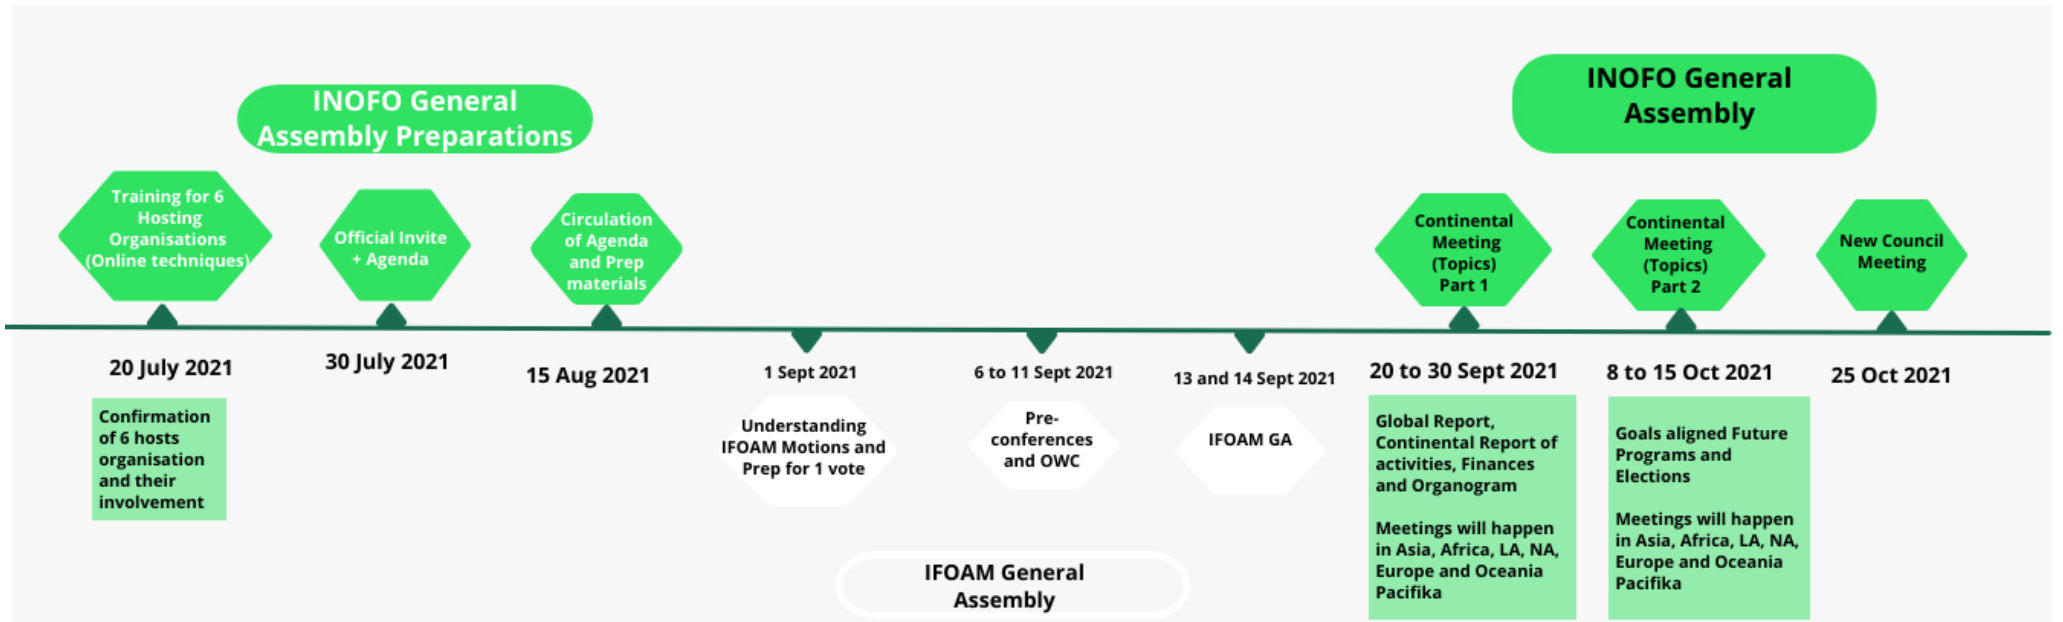 INOFO General
Assembly Preparations
INOFO General
Assembly
Training for 6
Hosting
Organisations
(Online techniques)
Official Invite
+ Agenda
Circulation
of Agenda
and Prep
materials
Continental
Meeting
(Topics)
Part 1
Continental
Meeting
(Topics)
Part 2
New Council
Meeting
20 July 2021
30 July 2021
15 Aug 2021
1 Sept 2021
6 to 11 Sept 2021
13 and 14 Sept 2021
20 to 30 Sept 2021
8 to 15 Oct 2021
25 Oct 2021
Confirmation
of 6 hosts
organisation
and their
involvement
Understanding
IFOAM Motions and
Prep for 1 vote
Pre-
conferences
and OWC
IFOAM GA
Global Report,
Continental Report of
activities, Finances
and Organogram
Meetings will happen
in Asia, Africa, LA, NA,
Europe and Oceania
Pacifika
Goals aligned Future
Programs and
Elections
Meetings will happen
in Asia, Africa, LA, NA,
Europe and Oceania
Pacifika
IFOAM General
Assembly